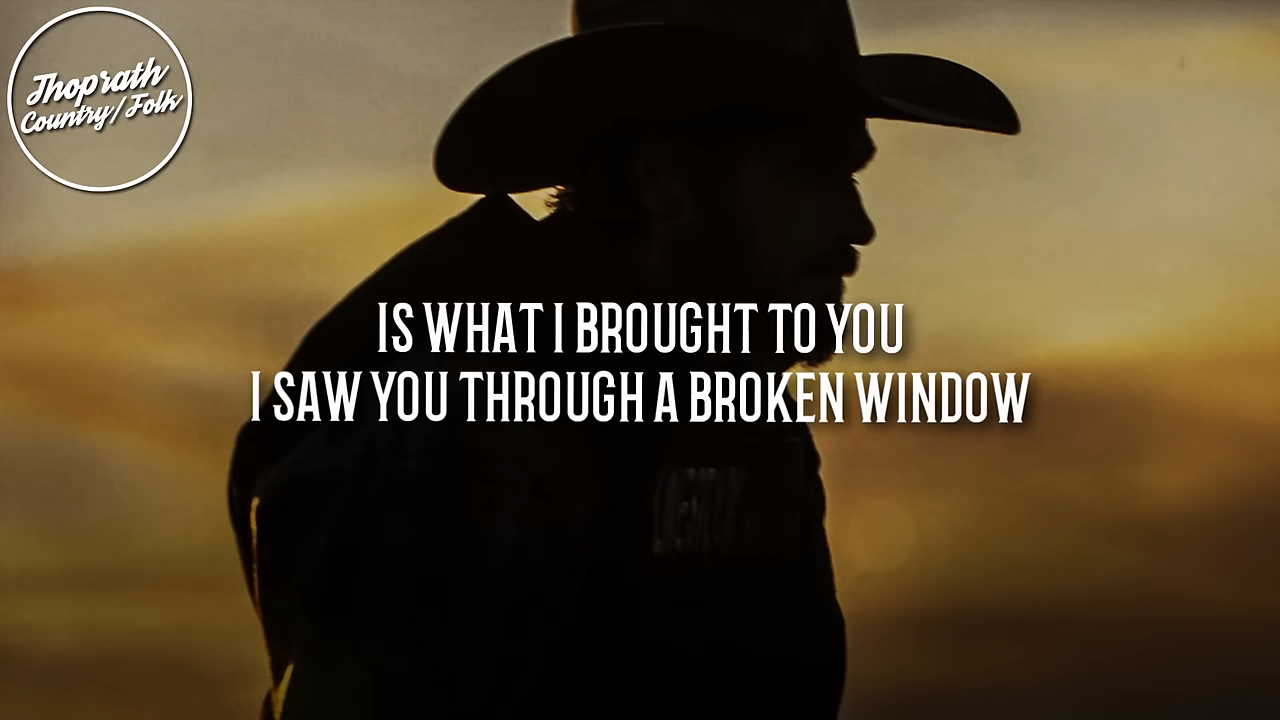 Jhoprath
Country/Folk
IS WHAT I BROUGHT TO YOU
I SAW YOU THROUGH A BROKEN WINDOW